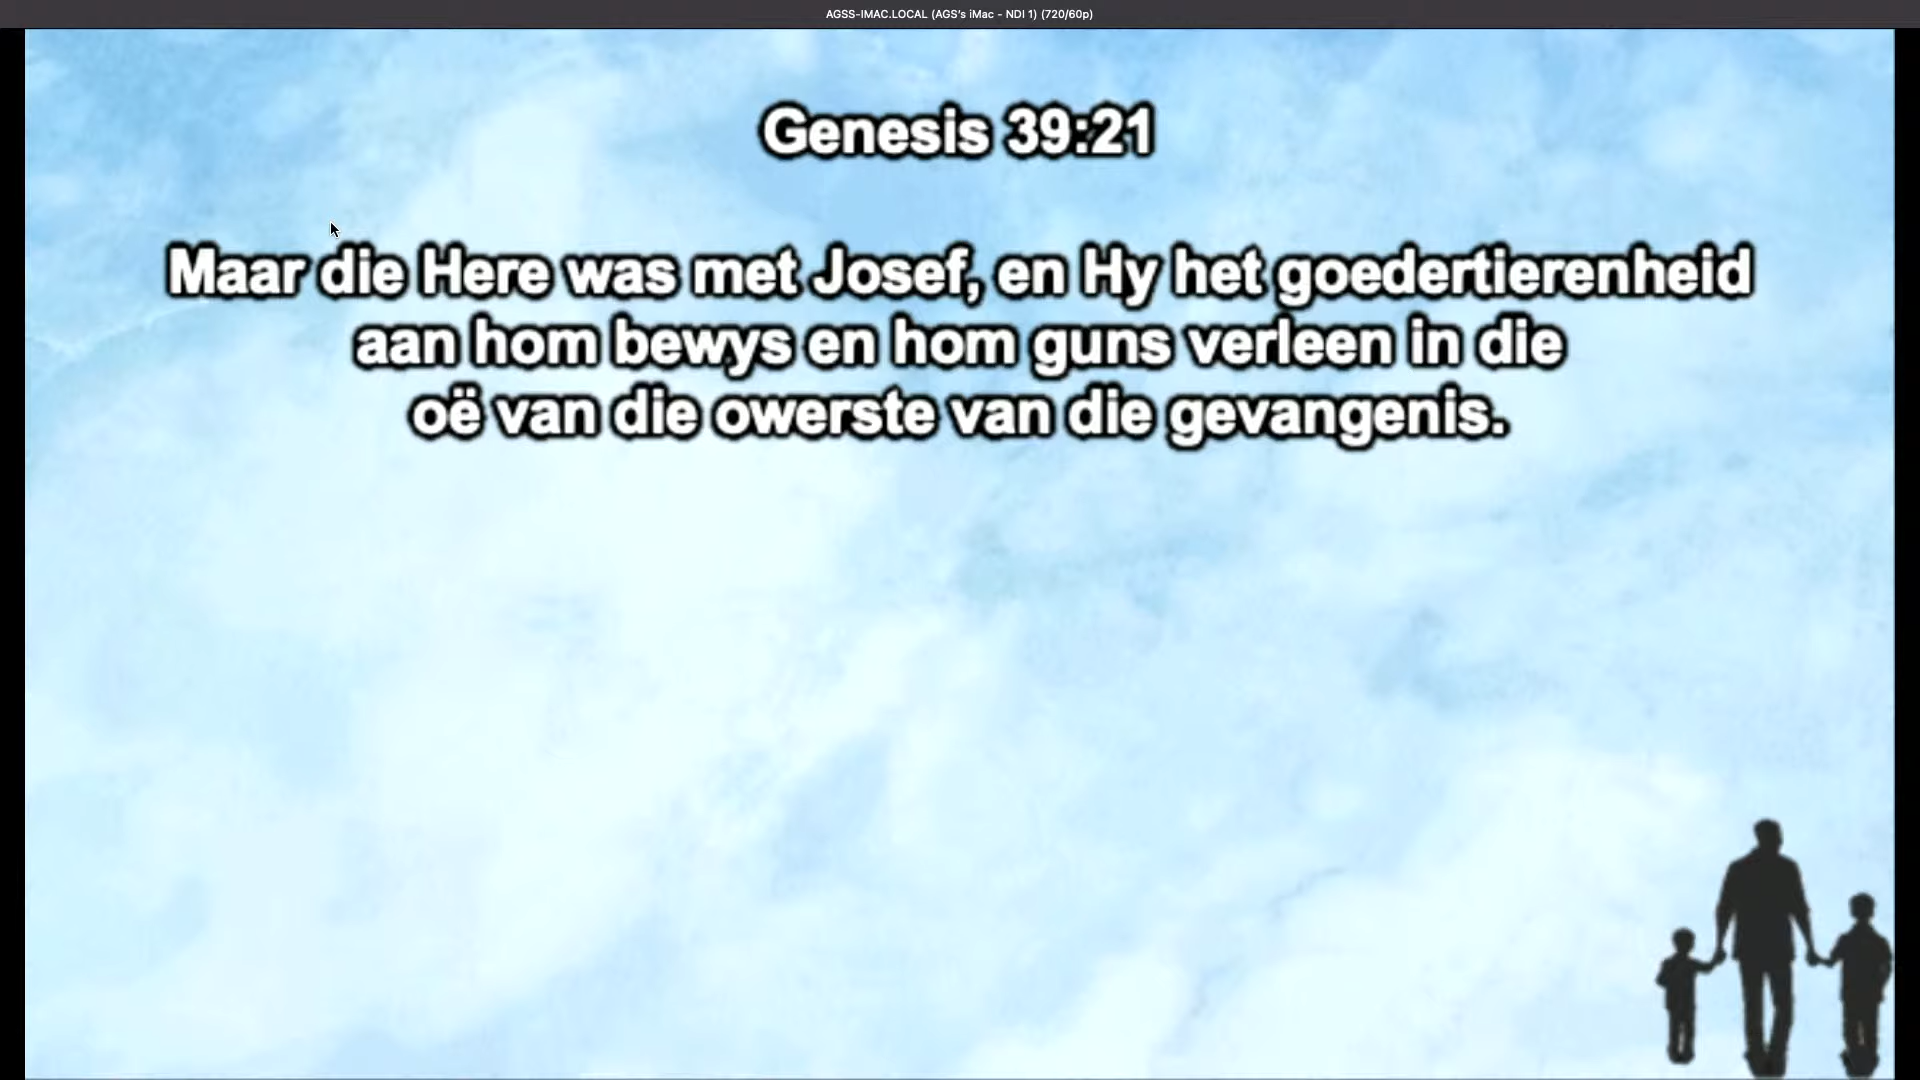 AGSS-IMAC.LOCAL (AGS's iMac - NDI 1) (720/60p)
Genesis 39:21
Maar die Here was met Josef, en Hy het goedertierenheid
aan hom bewys en hom guns verleen in die
oë van die owerste van die gevangenis.